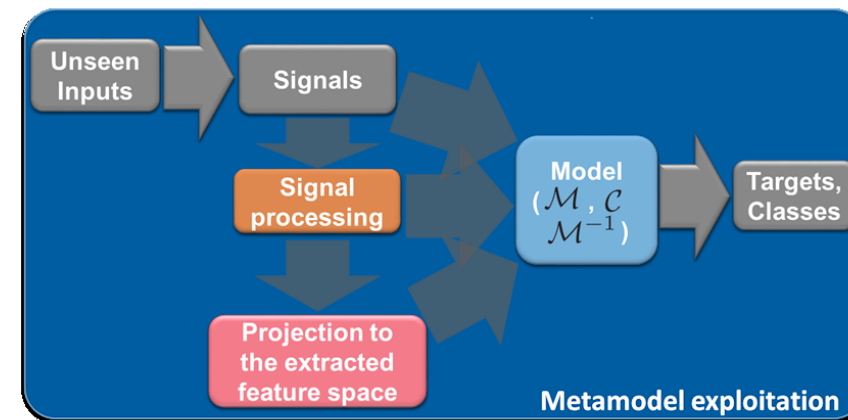 Unseen
Inputs
Signals
Signal
processing
Projection to
the extracted
feature space
Model
(ℳ, 𝒞
ℳ⁻¹)
Targets,
Classes
Metamodel exploitation